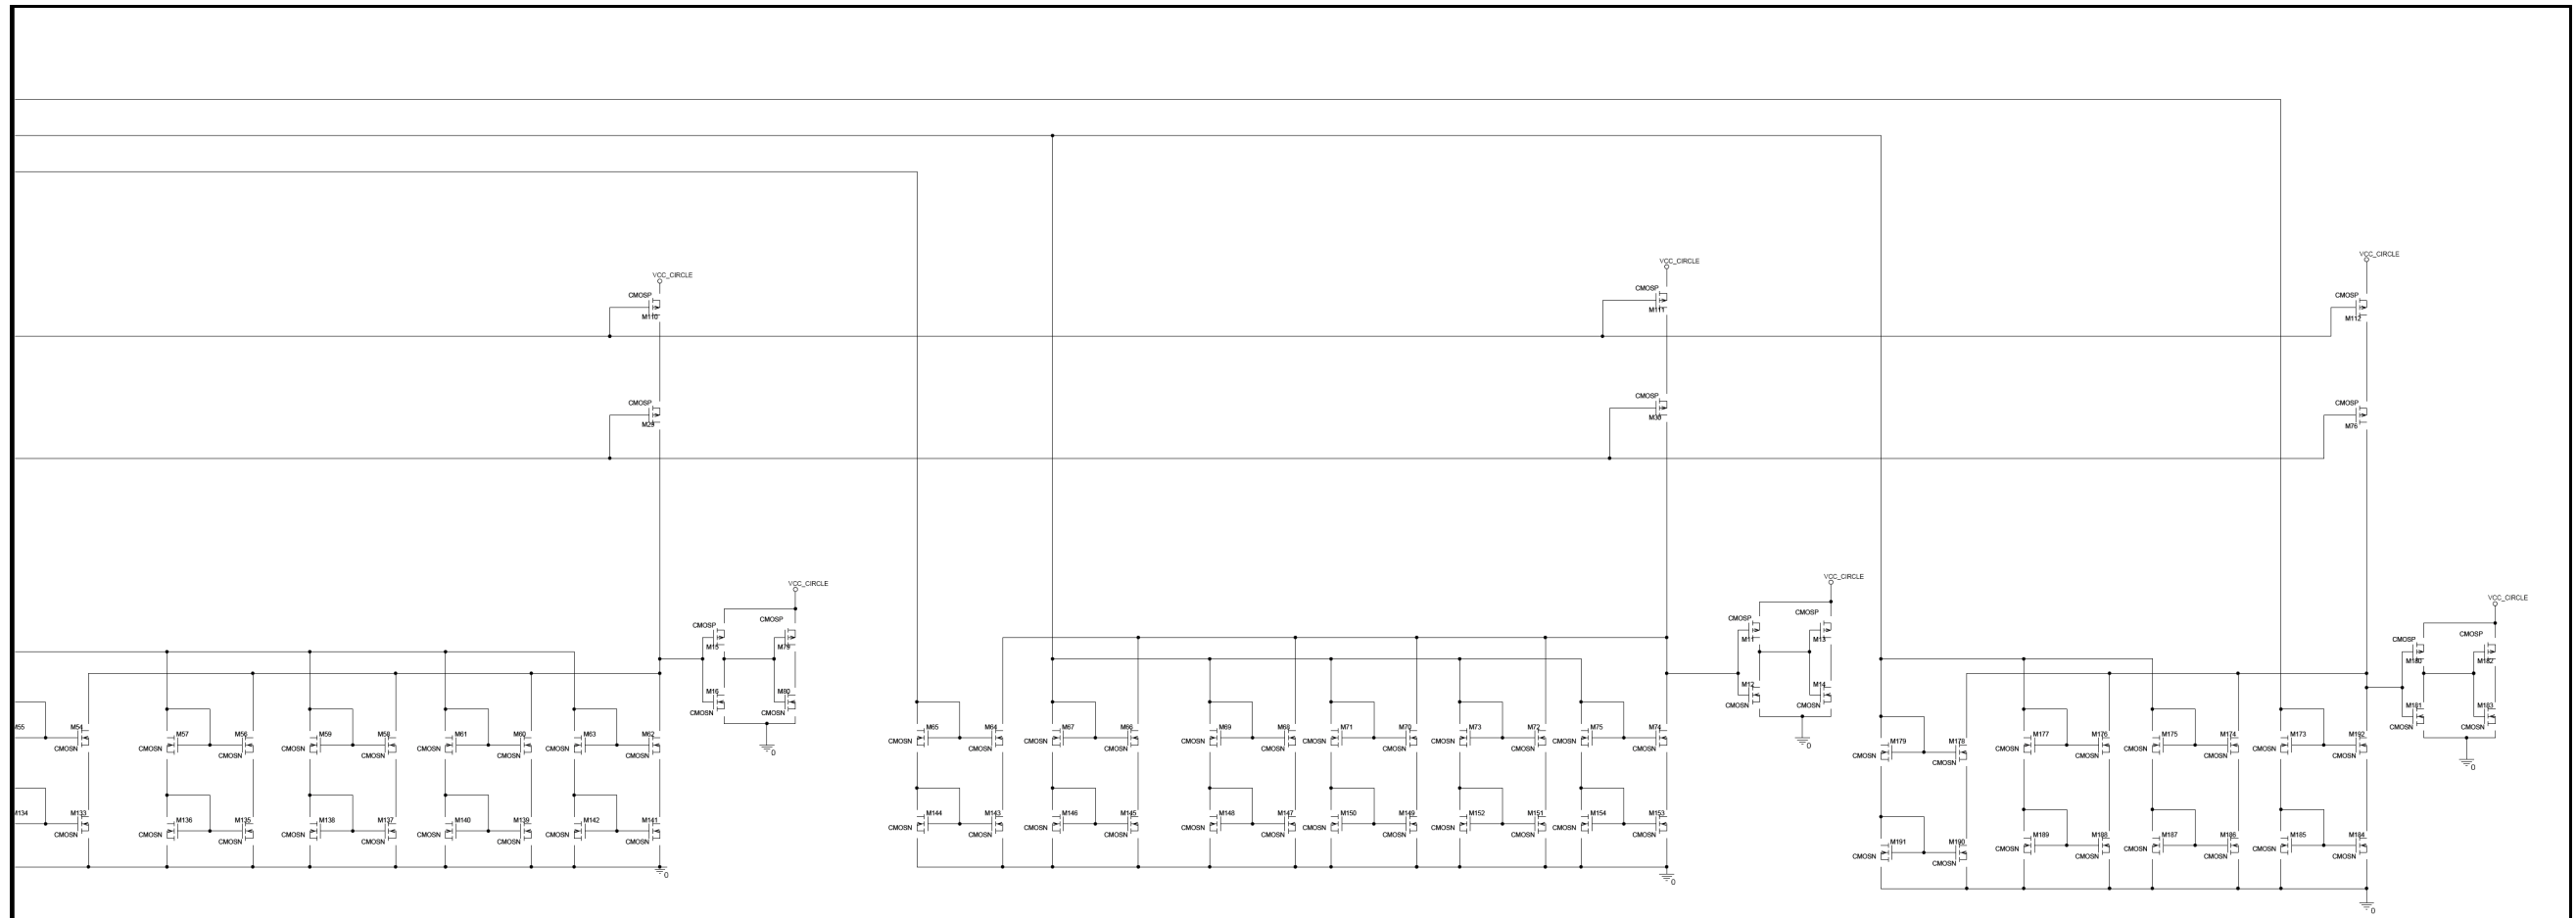 VCC_CIRCLE
VCC_CIRCLE
VCC_CIRCLE
CMOSP
M110
CMOSP
M111
CMOSP
M112
CMOSP
M29
CMOSP
M30
CMOSP
M76
VCC_CIRCLE
VCC_CIRCLE
VCC_CIRCLE
CMOSP
CMOSP
M15
M79
M16
M80
CMOSN
CMOSN
0
CMOSP
CMOSP
M11
M13
M12
M14
CMOSN
CMOSN
0
CMOSP
CMOSP
M180
M182
M181
M183
CMOSN
CMOSN
0
M55
M54
CMOSN
M57
M56
CMOSN
CMOSN
M59
M58
CMOSN
CMOSN
M61
M60
CMOSN
CMOSN
M63
M62
CMOSN
CMOSN
M134
M133
CMOSN
M136
M135
CMOSN
CMOSN
M138
M137
CMOSN
CMOSN
M140
M139
CMOSN
CMOSN
M142
M141
CMOSN
CMOSN
0
M65
M64
CMOSN
CMOSN
M67
M66
CMOSN
CMOSN
M69
M68
CMOSN
CMOSN
M71
M70
CMOSN
CMOSN
M73
M72
CMOSN
CMOSN
M75
M74
CMOSN
CMOSN
M144
M143
CMOSN
CMOSN
M146
M145
CMOSN
CMOSN
M148
M147
CMOSN
CMOSN
M150
M149
CMOSN
CMOSN
M152
M151
CMOSN
CMOSN
M154
M153
CMOSN
CMOSN
0
M179
M178
CMOSN
CMOSN
M177
M176
CMOSN
CMOSN
M175
M174
CMOSN
CMOSN
M173
M192
CMOSN
CMOSN
M191
M190
CMOSN
CMOSN
M189
M188
CMOSN
CMOSN
M187
M186
CMOSN
CMOSN
M185
M184
CMOSN
CMOSN
0